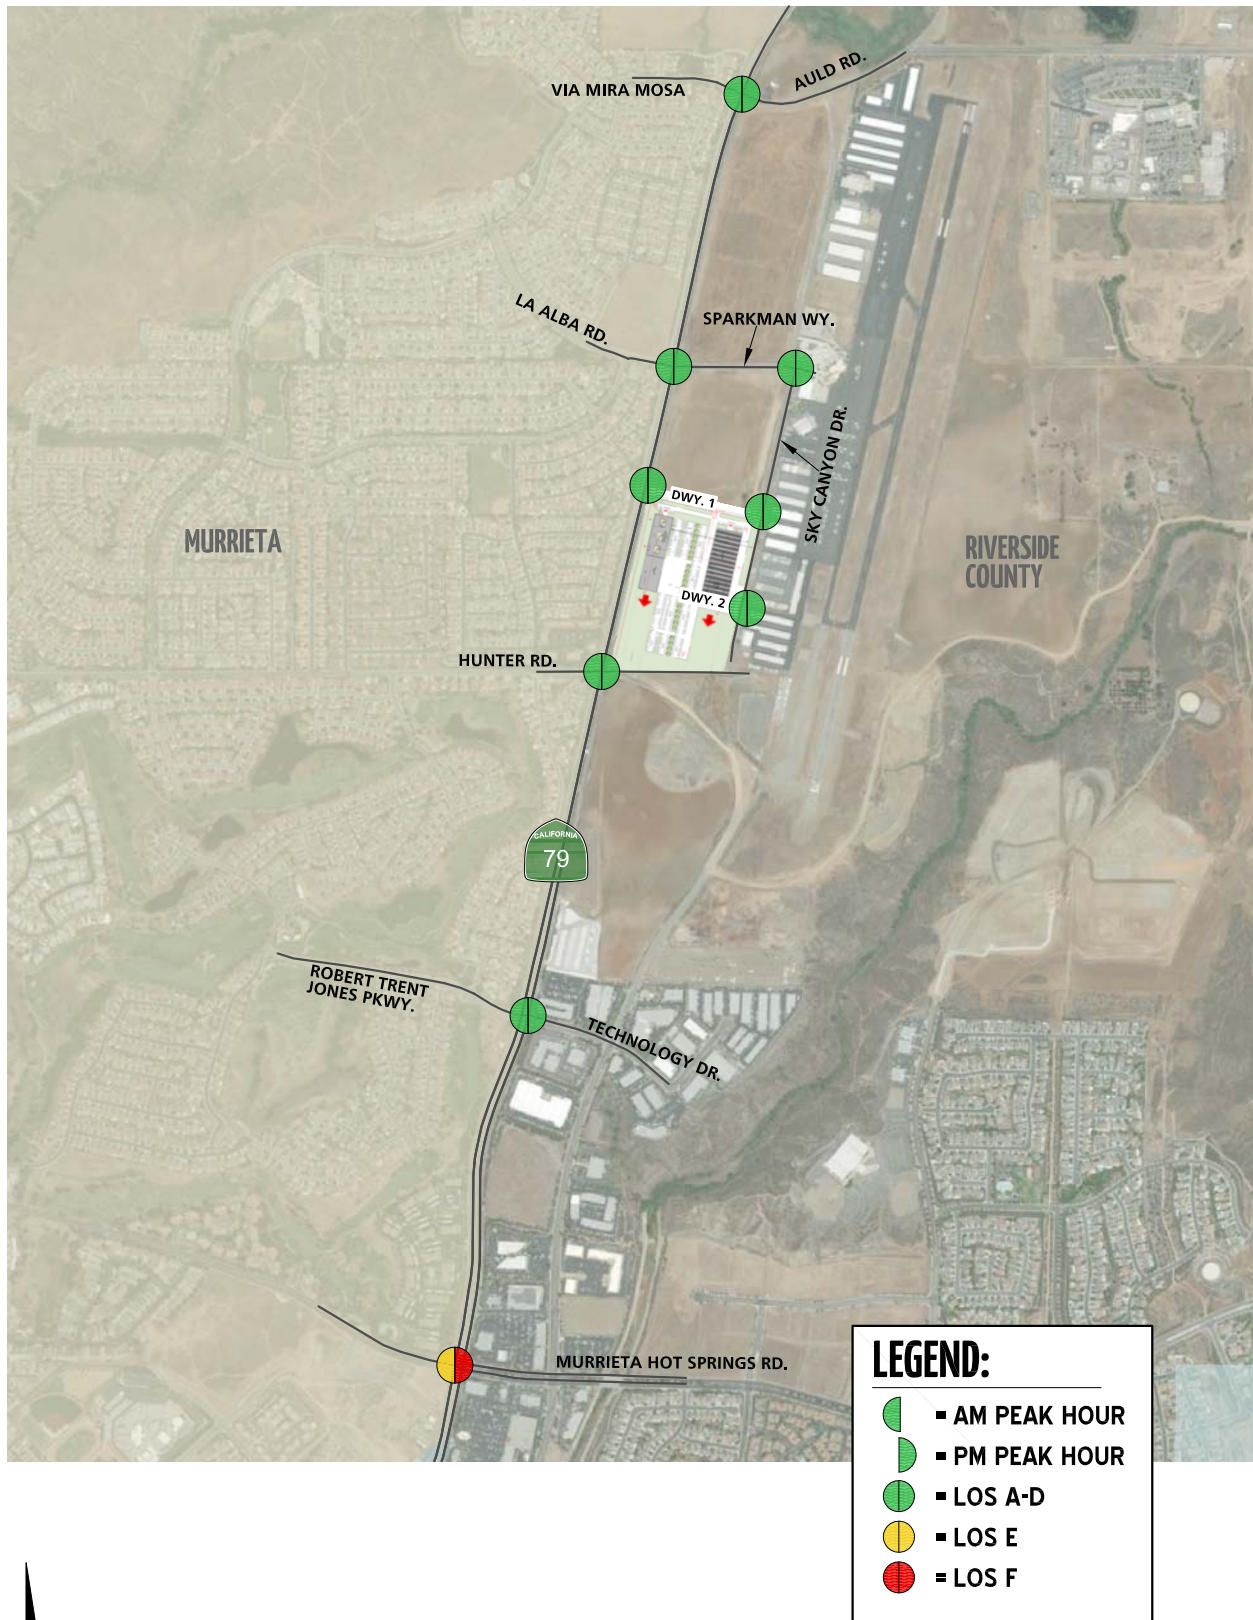 AULD RD.
VIA MIRA MOSA
LA ALBA RD.
SPARKMAN WY.
SKY CANYON DR.
DWY. 1
MURRIETA
RIVERSIDE
COUNTY
DWY. 2
HUNTER RD.
CALIFORNIA
79
ROBERT TRENT
JONES PKWY.
TECHNOLOGY DR.
MURRIETA HOT SPRINGS RD.
LEGEND:
= AM PEAK HOUR
= PM PEAK HOUR
= LOS A-D
= LOS E
= LOS F